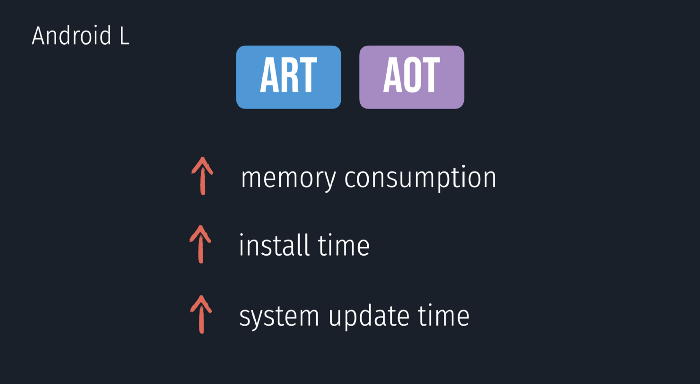 Android L
ART AOT
memory consumption
install time
system update time